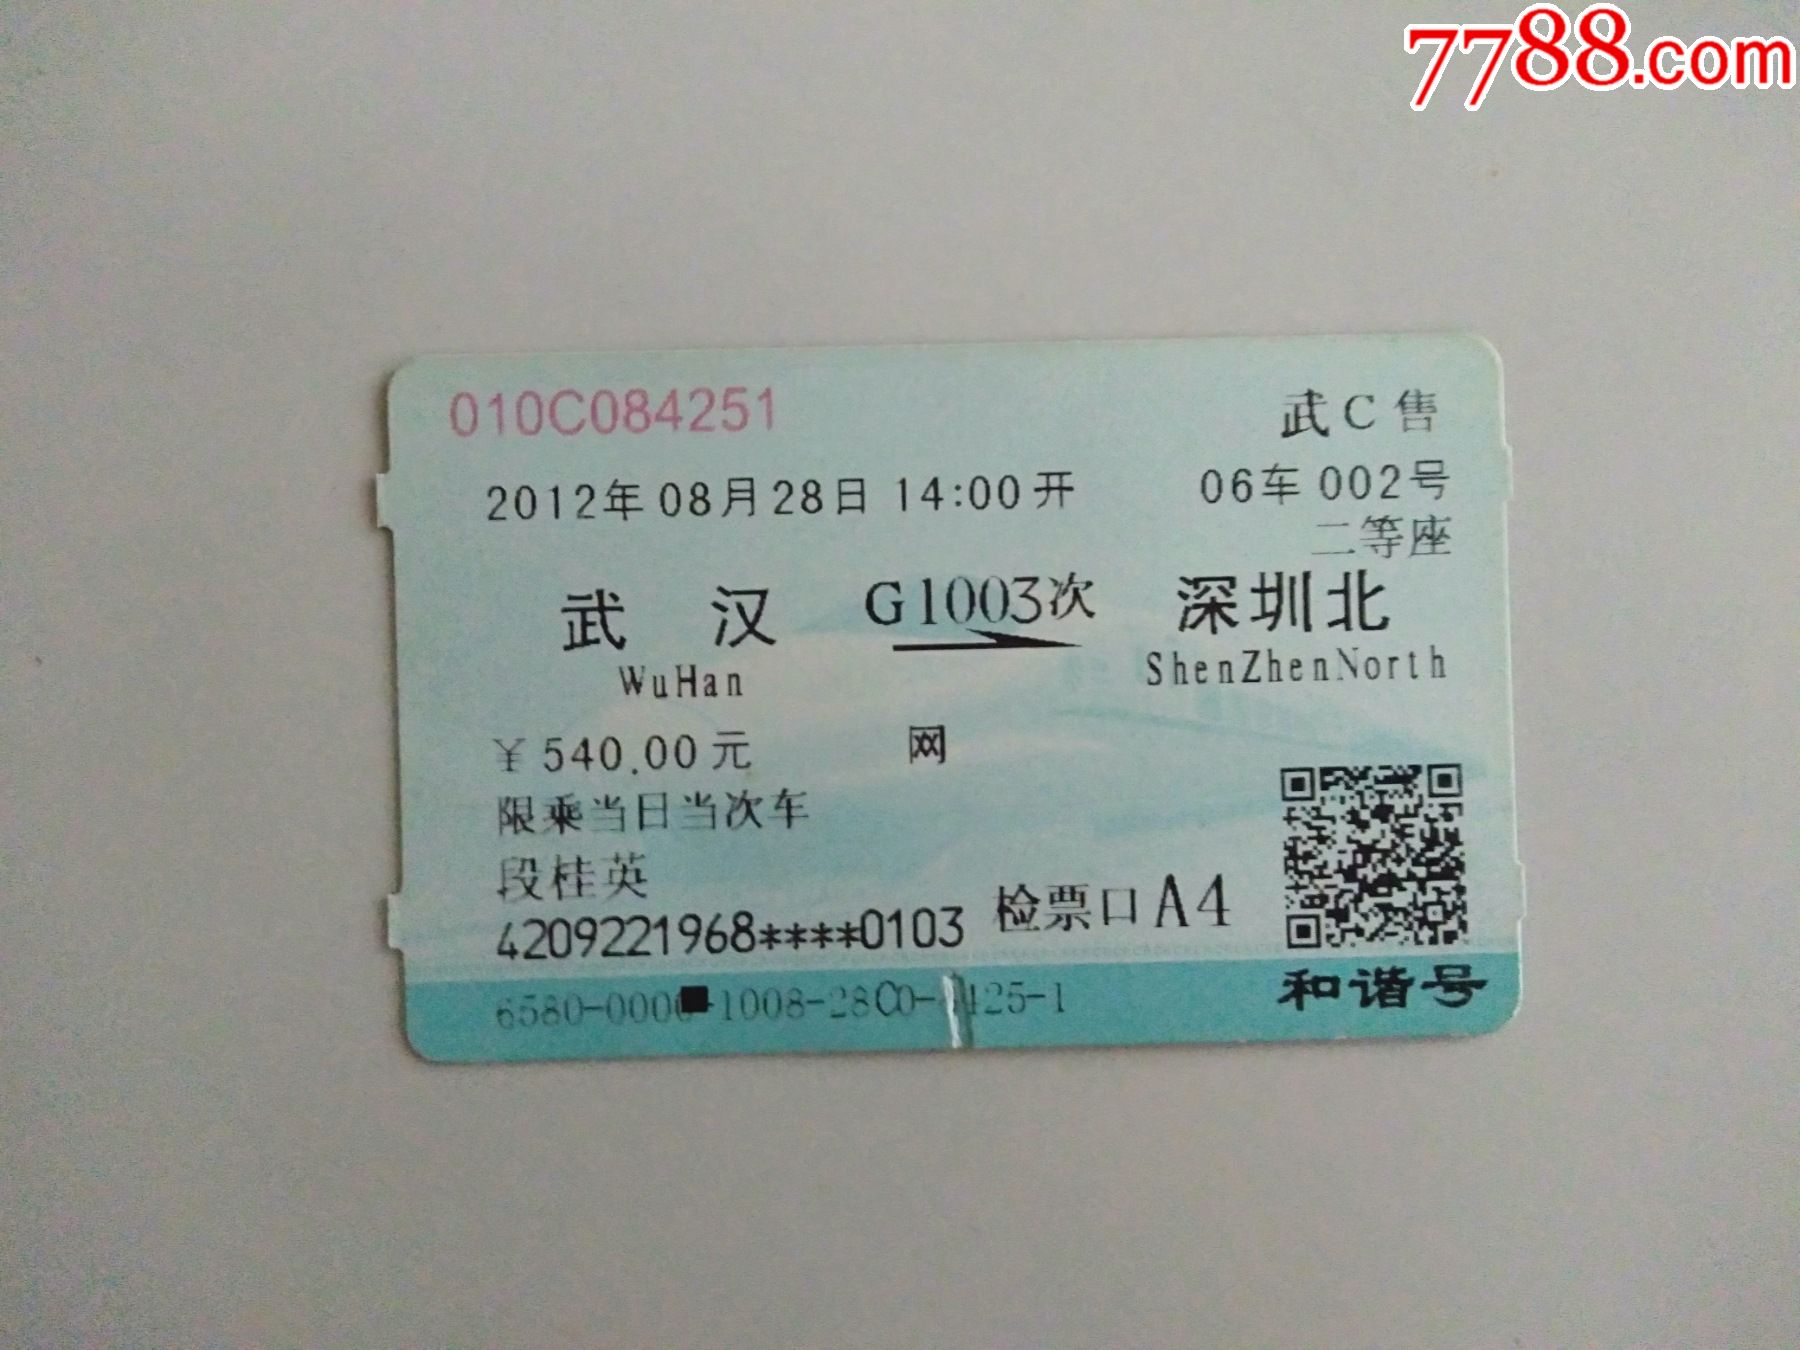 7788.com
010C084251
武C售
2012年08月28日 14:00开
06车 002号
二等座
武 汉
G1003次
深圳北
WuHan
ShenZhenNorth
¥540.00元
网
限乘当日当次车
段桂英
4209221968****0103
检票口A4
和谐号